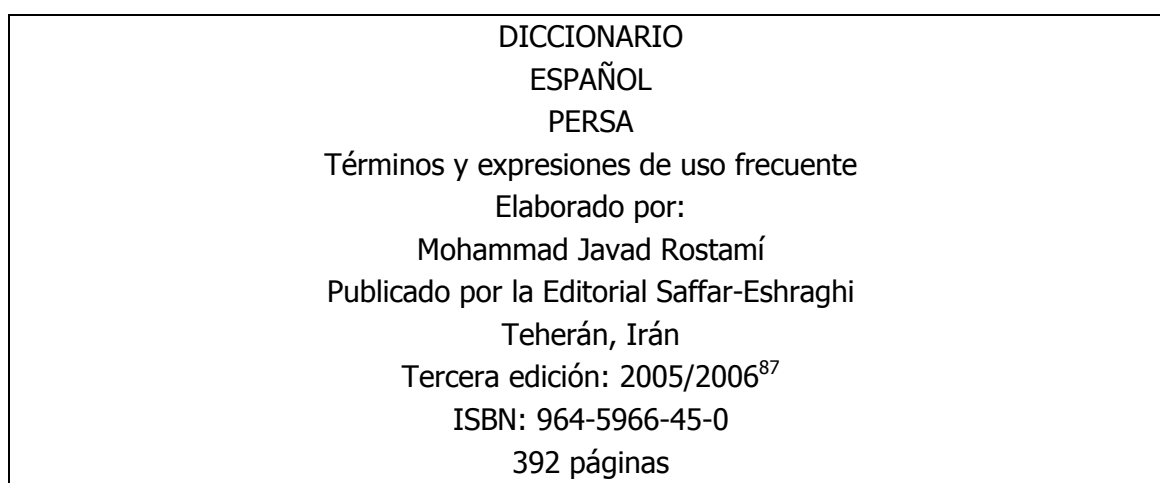 DICCIONARIO
ESPAÑOL
PERSA
Términos y expresiones de uso frecuente
Elaborado por:
Mohammad Javad Rostamí
Publicado por la Editorial Saffar-Eshraghi
Teherán, Irán
Tercera edición: 2005/2006⁸⁷
ISBN: 964-5966-45-0
392 páginas